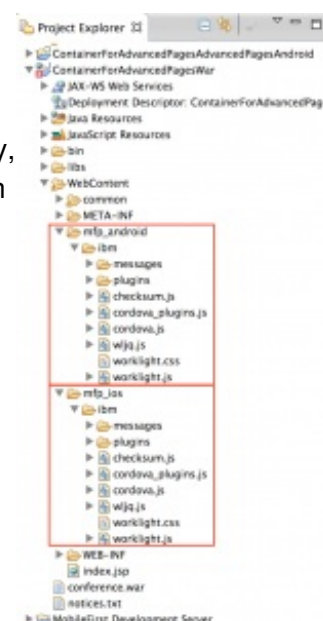 Project Explorer
ContainerForAdvancedPagesAdvancedPagesAndroid
ContainerForAdvancedPagesWar
JAX-WS Web Services
Deployment Descriptor: ContainerForAdvancedPag
Java Resources
JavaScript Resources
bin
libs
WebContent
common
META-INF
mfp_android
ibm
messages
plugins
checksum.js
cordova_plugins.js
cordova.js
wljq.js
worklight.css
worklight.js
mfp_ios
ibm
messages
plugins
checksum.js
cordova_plugins.js
cordova.js
wljq.js
worklight.css
worklight.js
WEB-INF
index.jsp
conference.war
notices.txt
MobileFirst Development Server